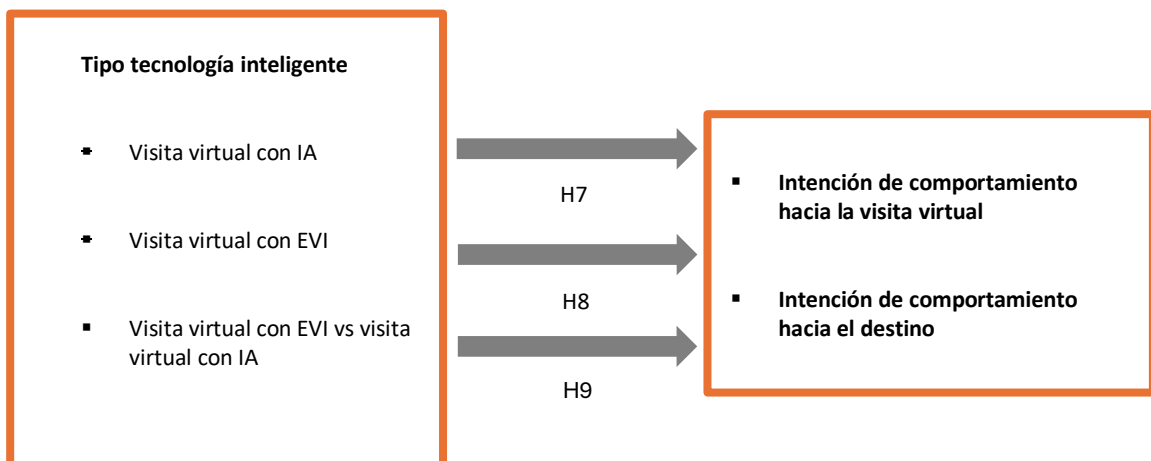 Tipo tecnología inteligente
Visita virtual con IA
Visita virtual con EVI
Visita virtual con EVI vs visita
virtual con IA
H7
H8
H9
Intención de comportamiento
hacia la visita virtual
Intención de comportamiento
hacia el destino